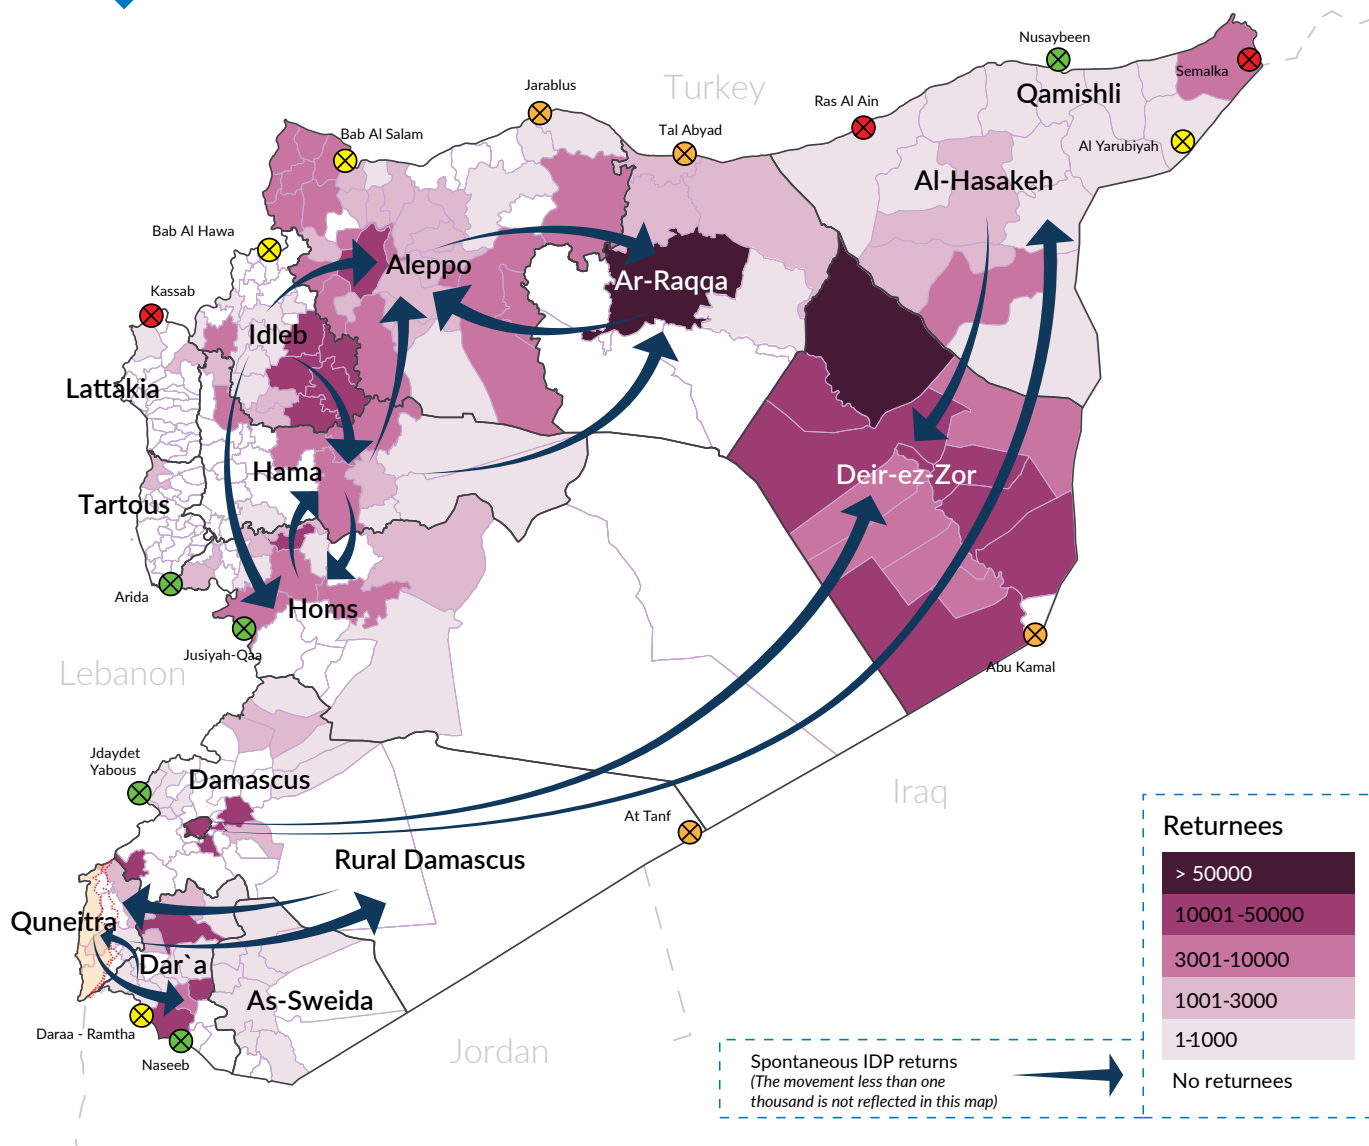 Nusaybeen
Semalka
Turkey
Jarablus
Qamishli
Ras Al Ain
Bab Al Salam
Tal Abyad
Al Yarubiyah
Al-Hasakeh
Bab Al Hawa
Aleppo
Ar-Raqqa
Kassab
Idleb
Lattakia
Hama
Deir-ez-Zor
Tartous
Arida
Homs
Jusiyah-Qaa
Lebanon
Abu Kamal
Jdaydet
Yabous
Damascus
Iraq
At Tanf
Rural Damascus
Quneitra
Dar`a
As-Sweida
Daraa - Ramtha
Naseeb
Jordan
Returnees
> 50000
10001-50000
3001-10000
1001-3000
1-1000
No returnees
Spontaneous IDP returns
(The movement less than one
thousand is not reflected in this map)